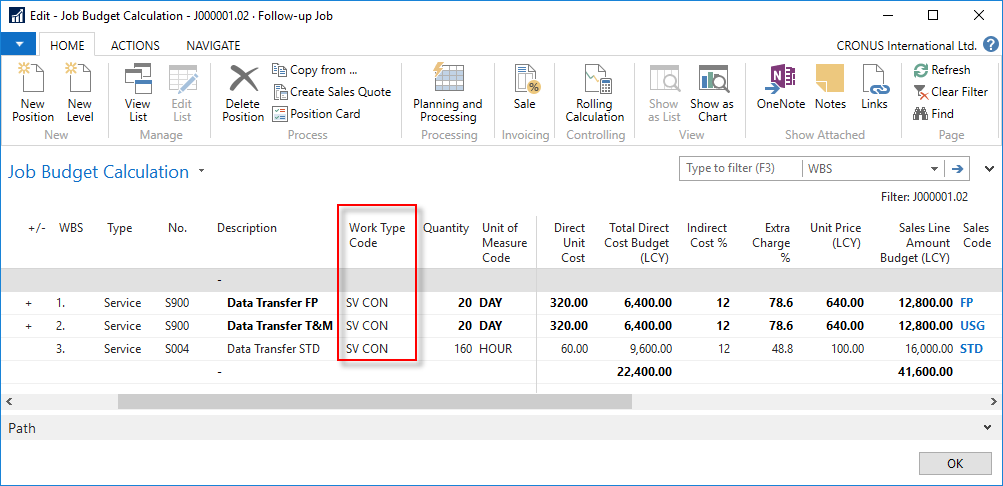 Edit - Job Budget Calculation - J000001.02 · Follow-up Job
HOME ACTIONS NAVIGATE CRONUS International Ltd. ?
New Position
New Level
New
View List
Edit List
Manage
Delete Position
Copy from ...
Create Sales Quote
Position Card
Process
Planning and Processing
Processing
Sale
Invoicing
Rolling Calculation
Controlling
Show as List
Show as Chart
View
OneNote
Notes
Links
Show Attached
Refresh
Clear Filter
Find
Page
Job Budget Calculation
Type to filter (F3) WBS
Filter: J000001.02
+/- WBS Type No. Description Work Type Code Quantity Unit of Measure Code Direct Unit Cost Total Direct Cost Budget (LCY) Indirect Cost % Extra Charge % Unit Price (LCY) Sales Line Amount Budget (LCY) Sales Code
-
+ 1. Service S900 Data Transfer FP SV CON 20 DAY 320.00 6,400.00 12 78.6 640.00 12,800.00 FP
+ 2. Service S900 Data Transfer T&M SV CON 20 DAY 320.00 6,400.00 12 78.6 640.00 12,800.00 USG
3. Service S004 Data Transfer STD SV CON 160 HOUR 60.00 9,600.00 12 48.8 100.00 16,000.00 STD
- 22,400.00 41,600.00
Path
OK